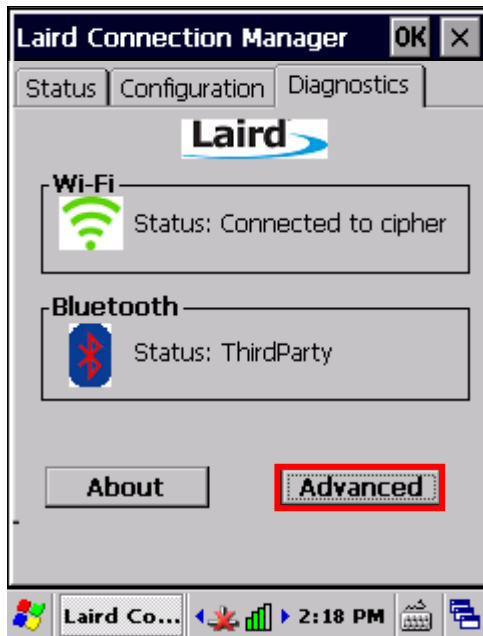 Laird Connection Manager OK ×
Status Configuration Diagnostics
Laird
Wi-Fi
Status: Connected to cipher
Bluetooth
Status: ThirdParty
About Advanced
Laird Co... 2:18 PM